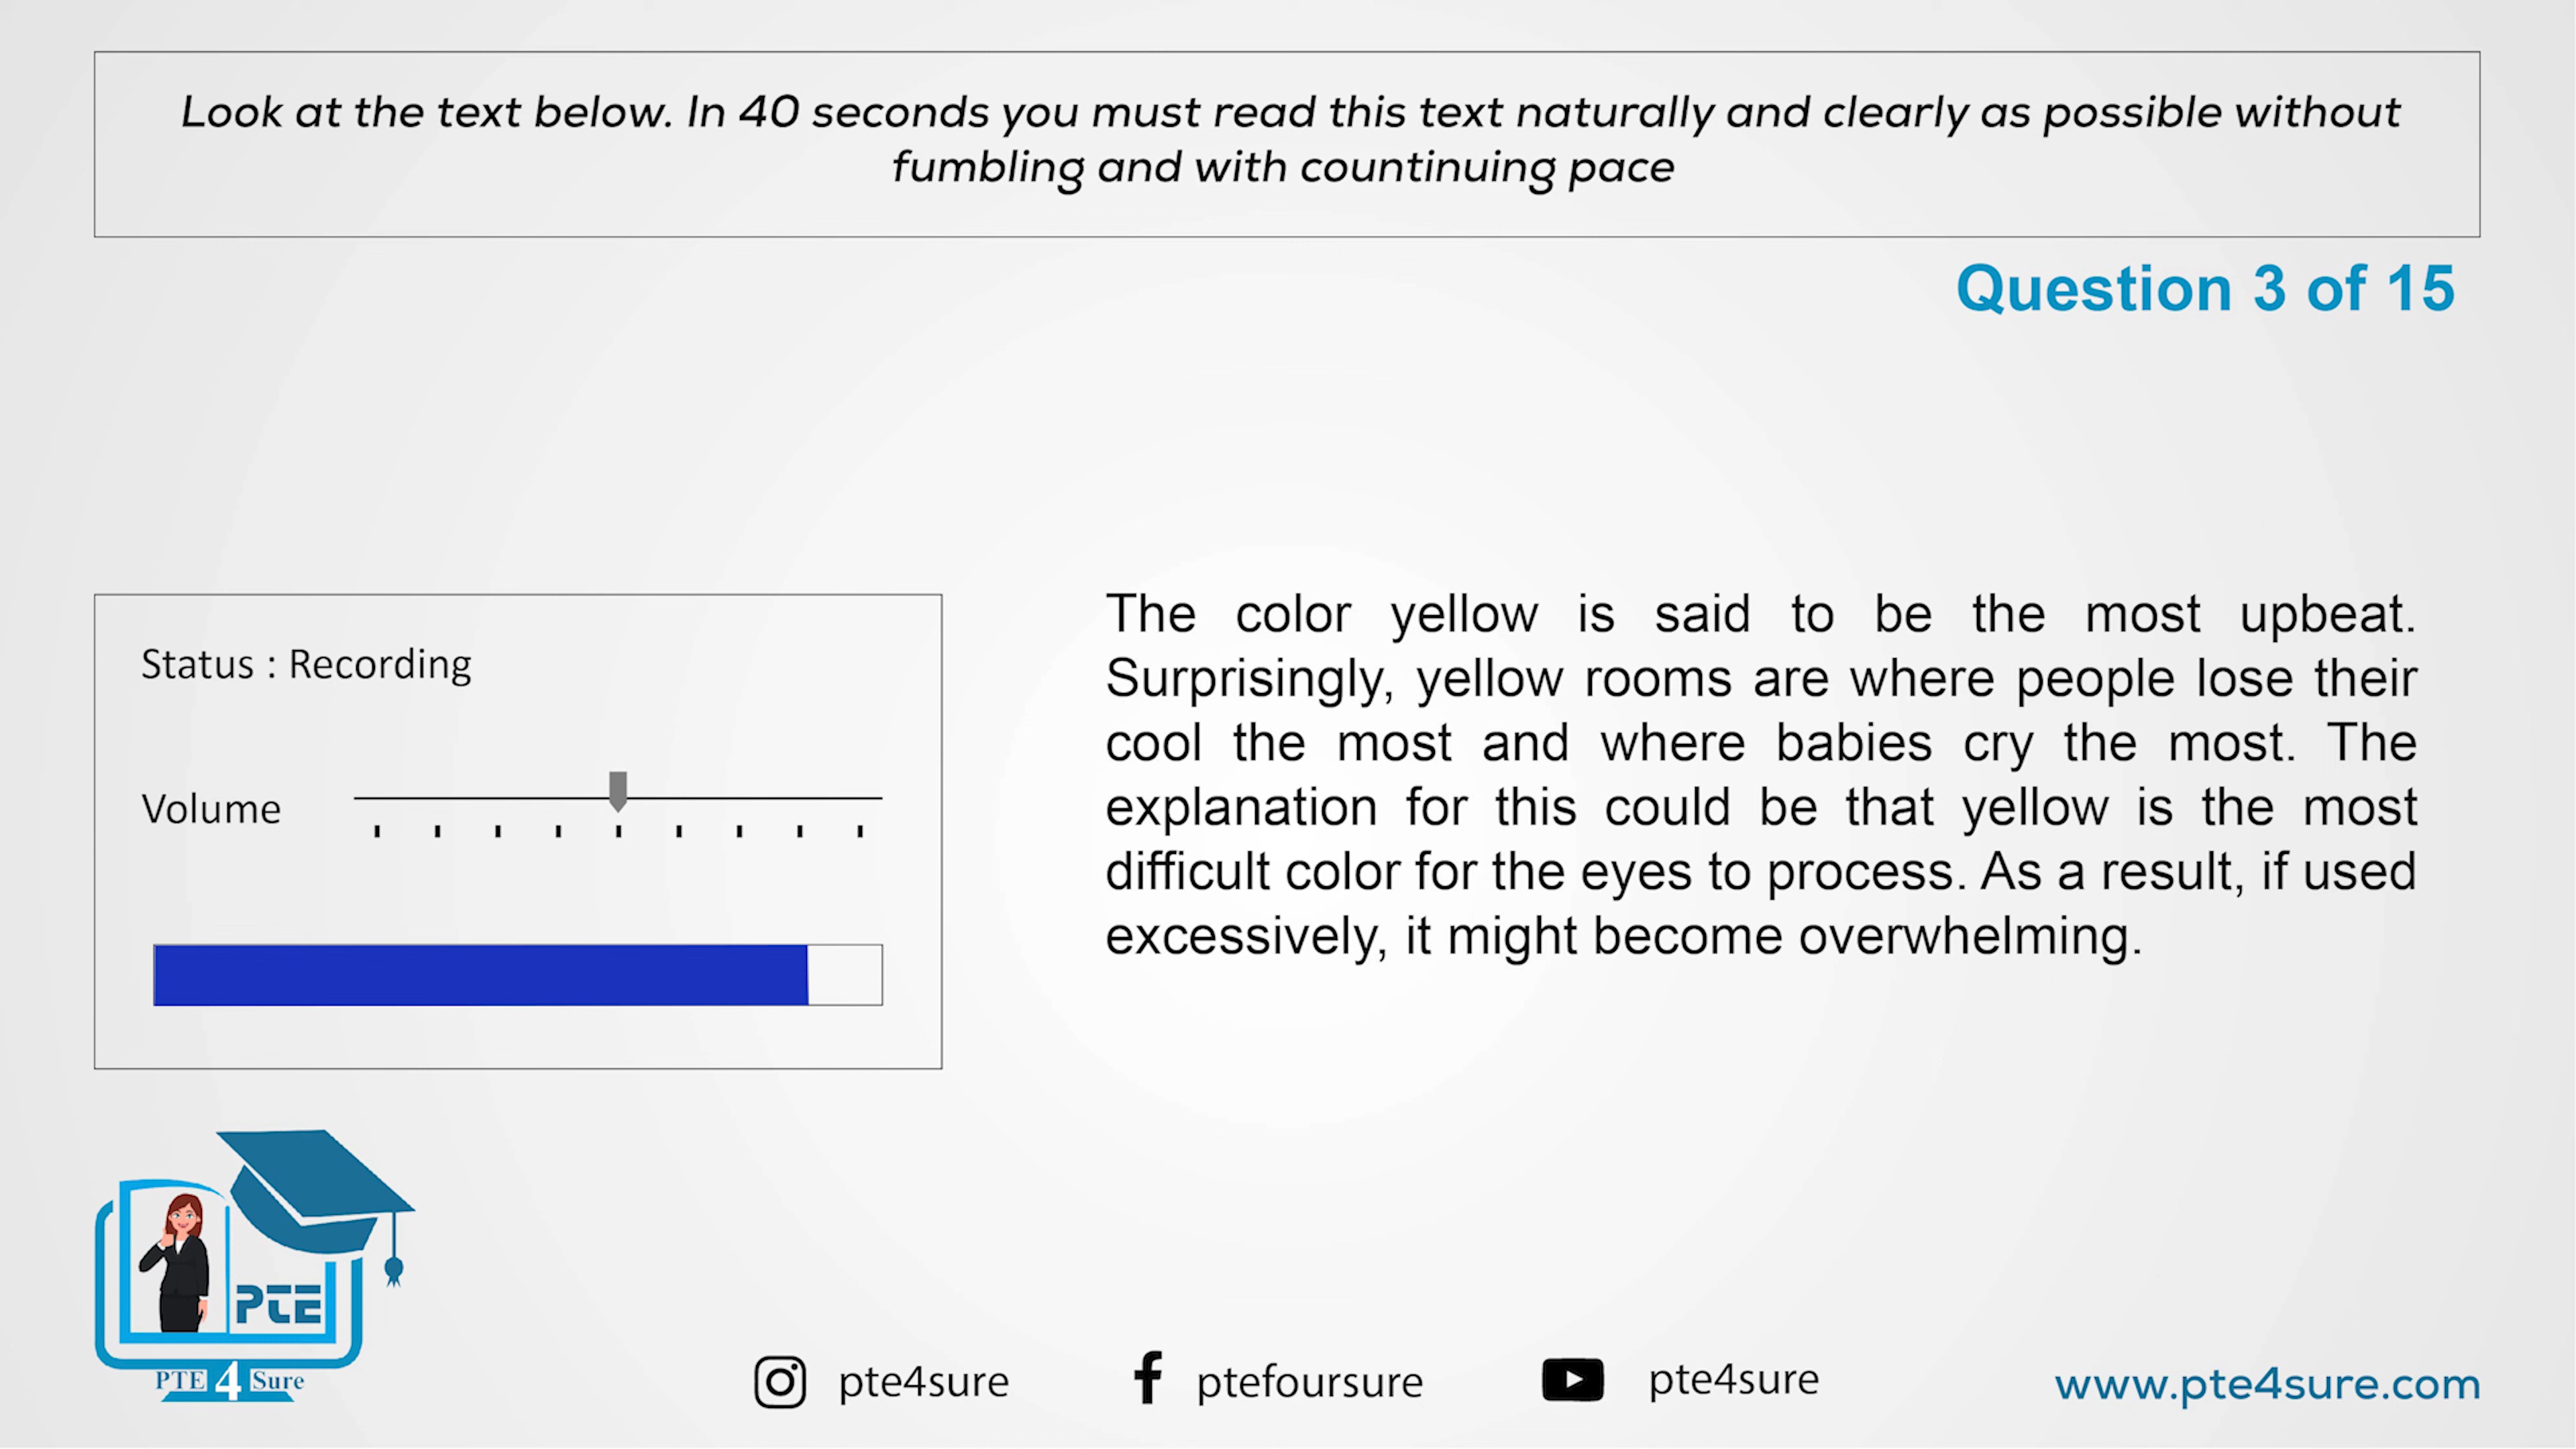 Look at the text below. In 40 seconds you must read this text naturally and clearly as possible without
fumbling and with countinuing pace
Question 3 of 15
Status : Recording
Volume
The color yellow is said to be the most upbeat.
Surprisingly, yellow rooms are where people lose their
cool the most and where babies cry the most. The
explanation for this could be that yellow is the most
difficult color for the eyes to process. As a result, if used
excessively, it might become overwhelming.
PTE
PTE 4 Sure
pte4sure
ptefoursure
pte4sure
www.pte4sure.com